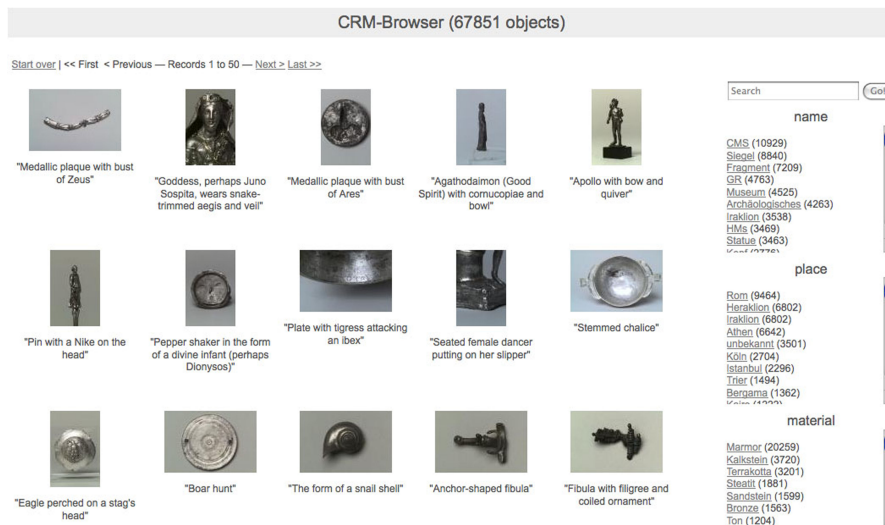 CRM-Browser (67851 objects)
Start over | << First < Previous — Records 1 to 50 — Next > Last >>
"Medallic plaque with bust
of Zeus"
"Goddess, perhaps Juno
Sospita, wears snake-
trimmed aegis and veil"
"Medallic plaque with bust
of Ares"
"Agathodaimon (Good
Spirit) with cornucopiae and
bowl"
"Apollo with bow and
quiver"
"Pin with a Nike on the
head"
"Pepper shaker in the form
of a divine infant (perhaps
Dionysos)"
"Plate with tigress attacking
an ibex"
"Seated female dancer
putting on her slipper"
"Stemmed chalice"
"Eagle perched on a stag's
head"
"Boar hunt"
"The form of a snail shell"
"Anchor-shaped fibula"
"Fibula with filigree and
coiled ornament"
Search
Go!
name
CMS (10929)
Siegel (8840)
Fragment (7209)
GR (4763)
Museum (4525)
Archäologisches (4263)
Iraklion (3538)
HMs (3469)
Statue (3463)
place
Rom (9464)
Heraklion (6802)
Iraklion (6802)
Athen (6642)
unbekannt (3501)
Köln (2704)
Istanbul (2296)
Trier (1494)
Bergama (1362)
material
Marmor (20259)
Kalkstein (3720)
Terrakotta (3201)
Steatit (1881)
Sandstein (1599)
Bronze (1563)
Ton (1204)